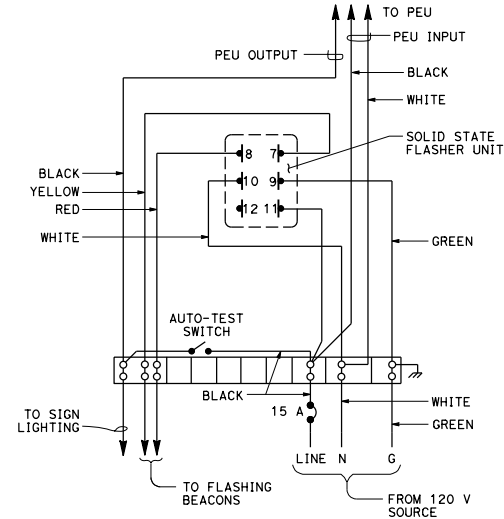 TO PEU
PEU INPUT
PEU OUTPUT
BLACK
WHITE
SOLID STATE
FLASHER UNIT
8 7
10 9
12 11
BLACK
YELLOW
RED
WHITE
GREEN
AUTO-TEST
SWITCH
BLACK
15 A
WHITE
GREEN
TO SIGN
LIGHTING
LINE N G
TO FLASHING
BEACONS
FROM 120 V
SOURCE